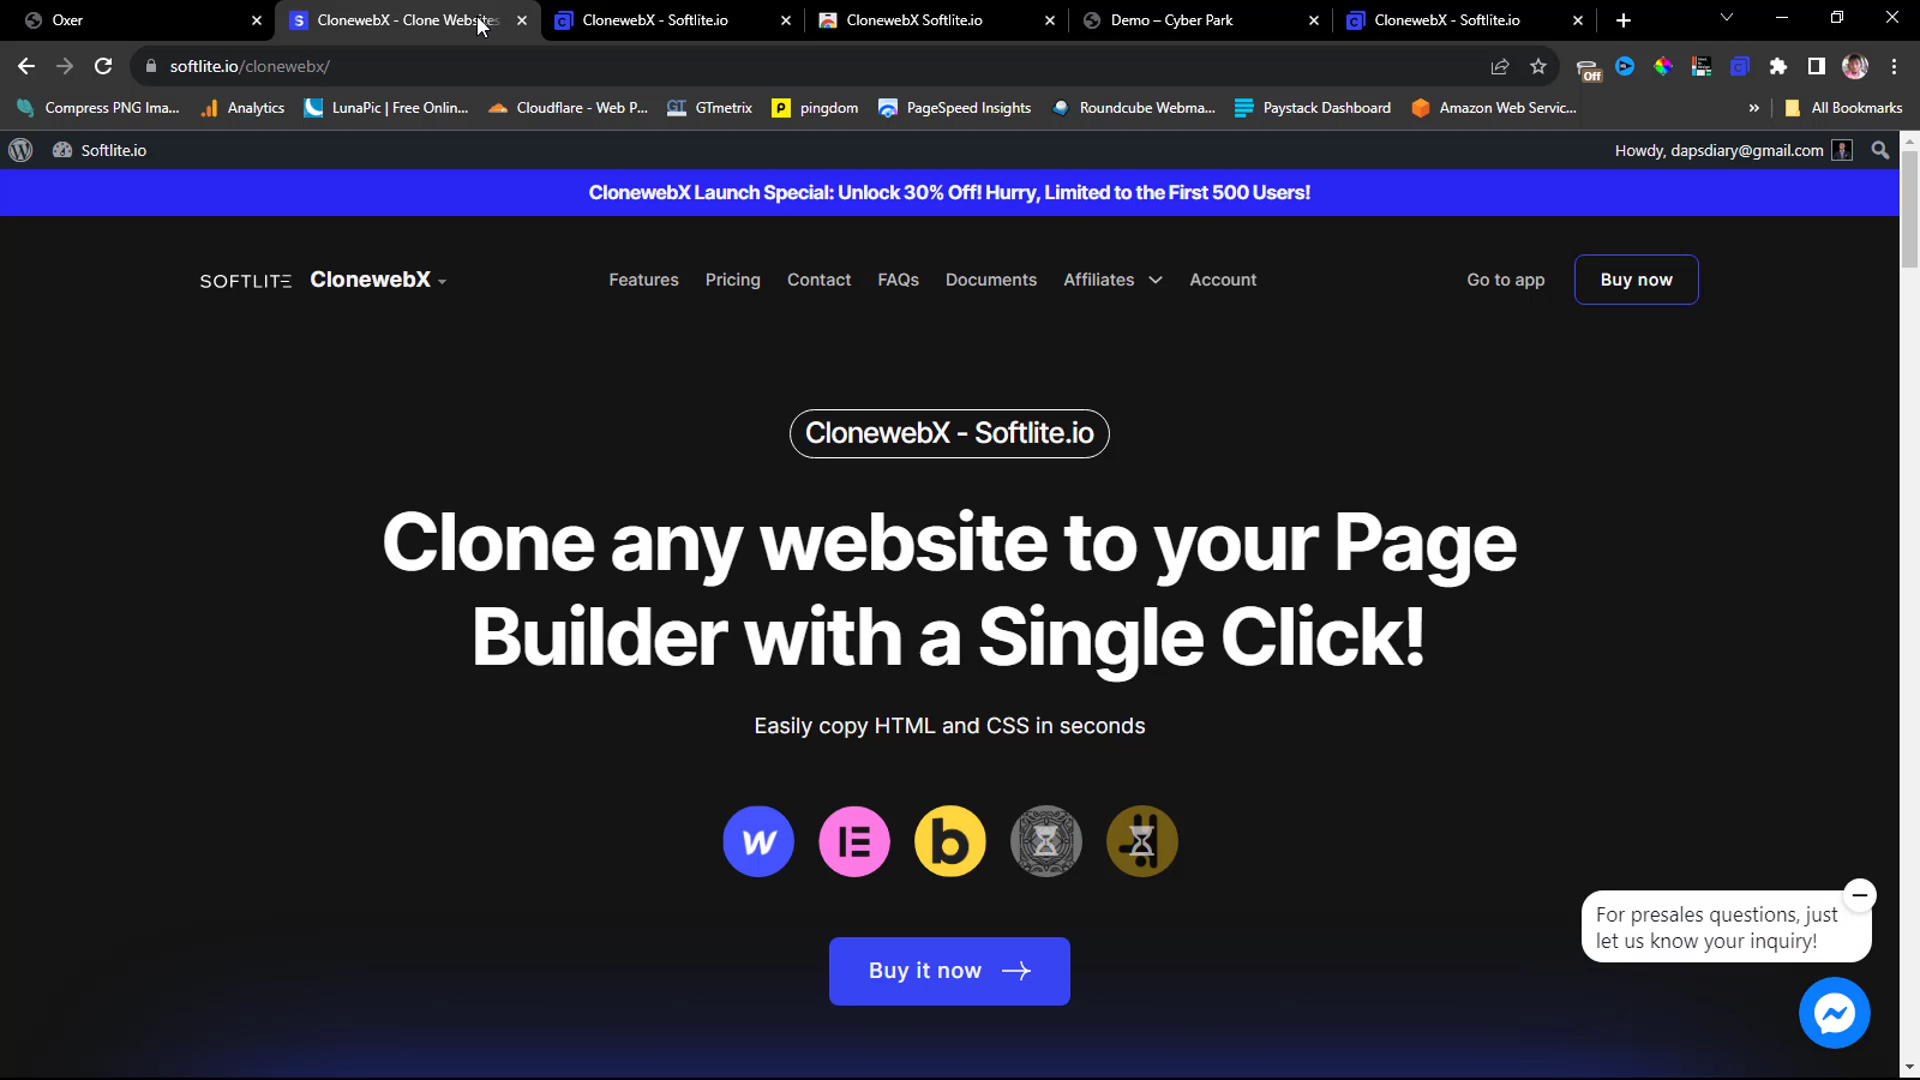 Oxer
ClonewebX - Clone Websites
ClonewebX - Softlite.io
ClonewebX Softlite.io
Demo – Cyber Park
ClonewebX - Softlite.io
softlite.io/clonewebx/
Off
Compress PNG Ima...
Analytics
LunaPic | Free Onlin...
Cloudflare - Web P...
GT
GTmetrix
pingdom
PageSpeed Insights
Roundcube Webma...
Paystack Dashboard
Amazon Web Servic...
»
All Bookmarks
Softlite.io
Howdy, dapsdiary@gmail.com
ClonewebX Launch Special: Unlock 30% Off! Hurry, Limited to the First 500 Users!
SOFTLITE ClonewebX
Features
Pricing
Contact
FAQs
Documents
Affiliates
Account
Go to app
Buy now
ClonewebX - Softlite.io
Clone any website to your Page
Builder with a Single Click!
Easily copy HTML and CSS in seconds
For presales questions, just
let us know your inquiry!
Buy it now